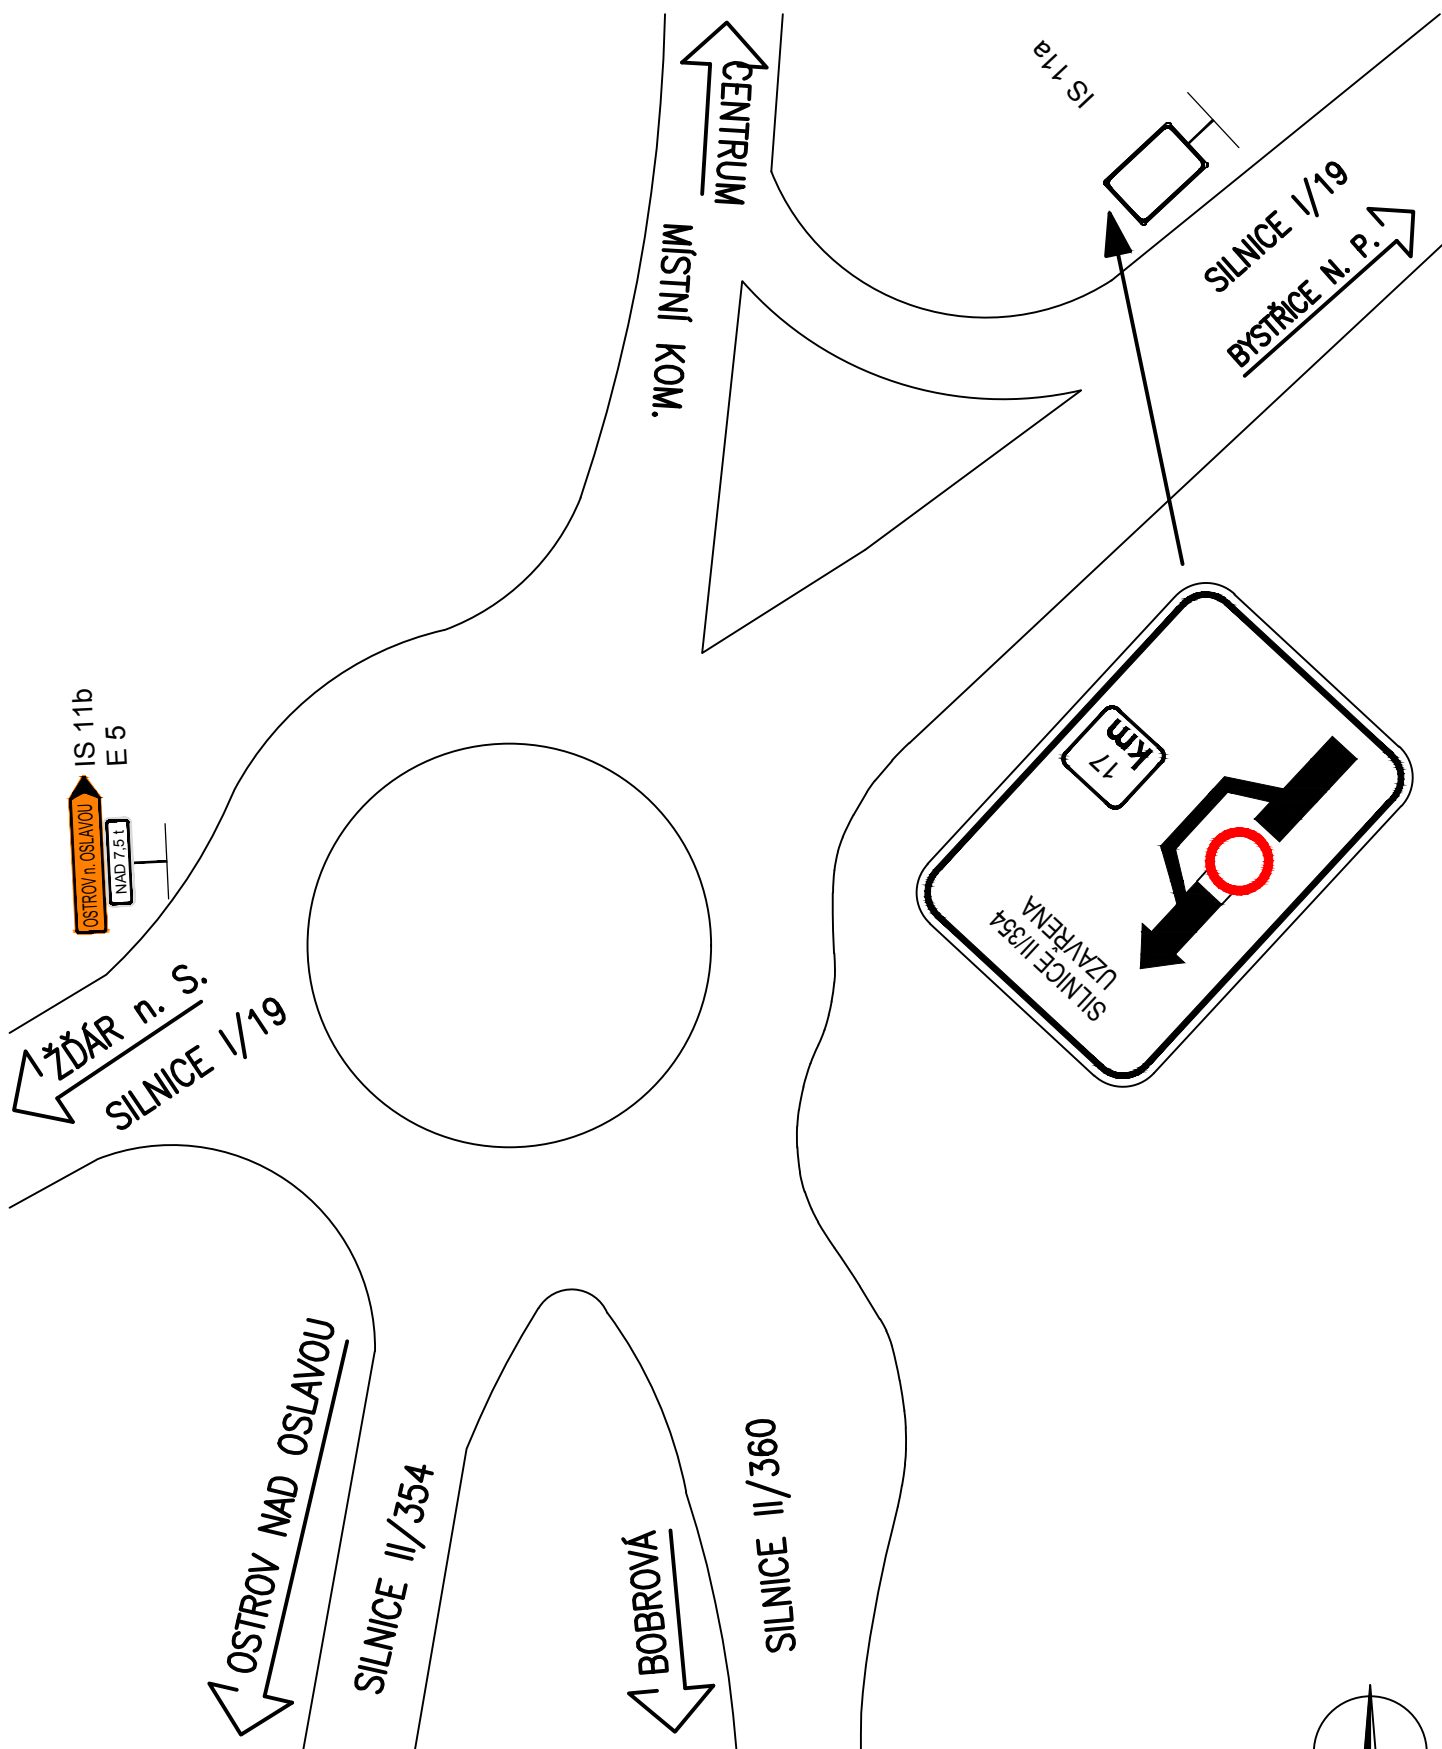 CENTRUM
MÍSTNÍ KOM.
IS 11a
SILNICE I/19
BYSTŘICE N. P.
IS 11b
E 5
OSTROV n. OSLAVOU
NAD 7,5 t
ŽĎÁR n. S.
SILNICE I/19
17
km
SILNICE II/354
UZAVŘENA
OSTROV NAD OSLAVOU
SILNICE II/354
BOBROVÁ
SILNICE II/360